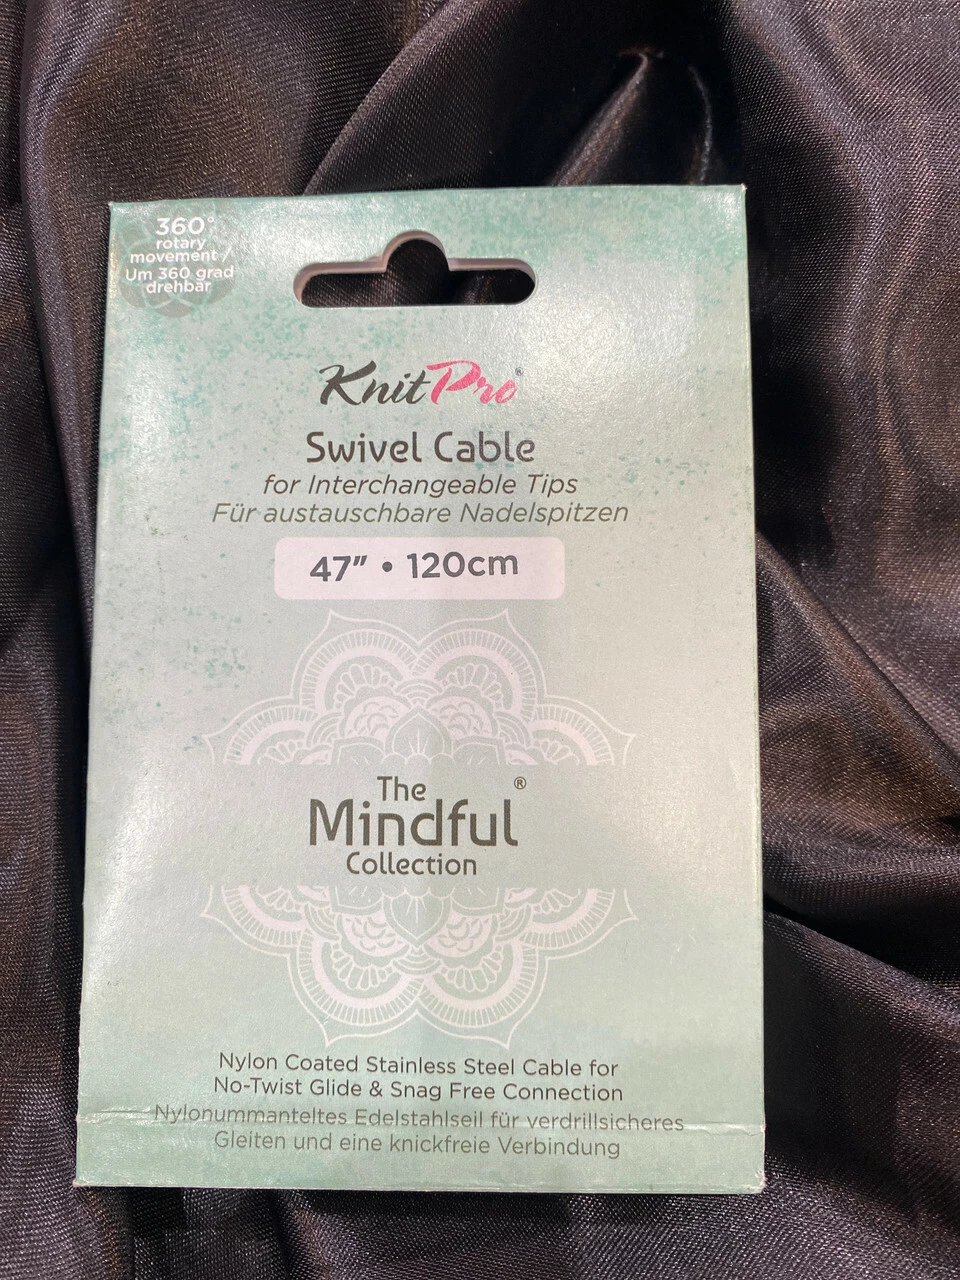 360°
rotary
movement /
Um 360 grad
drehbar
KnitPro®
Swivel Cable
for Interchangeable Tips
Für austauschbare Nadelspitzen
47" • 120cm
The
Mindful®
Collection
Nylon Coated Stainless Steel Cable for
No-Twist Glide & Snag Free Connection
Nylonummanteltes Edelstahlseil für verdrillsicheres
Gleiten und eine knickfreie Verbindung